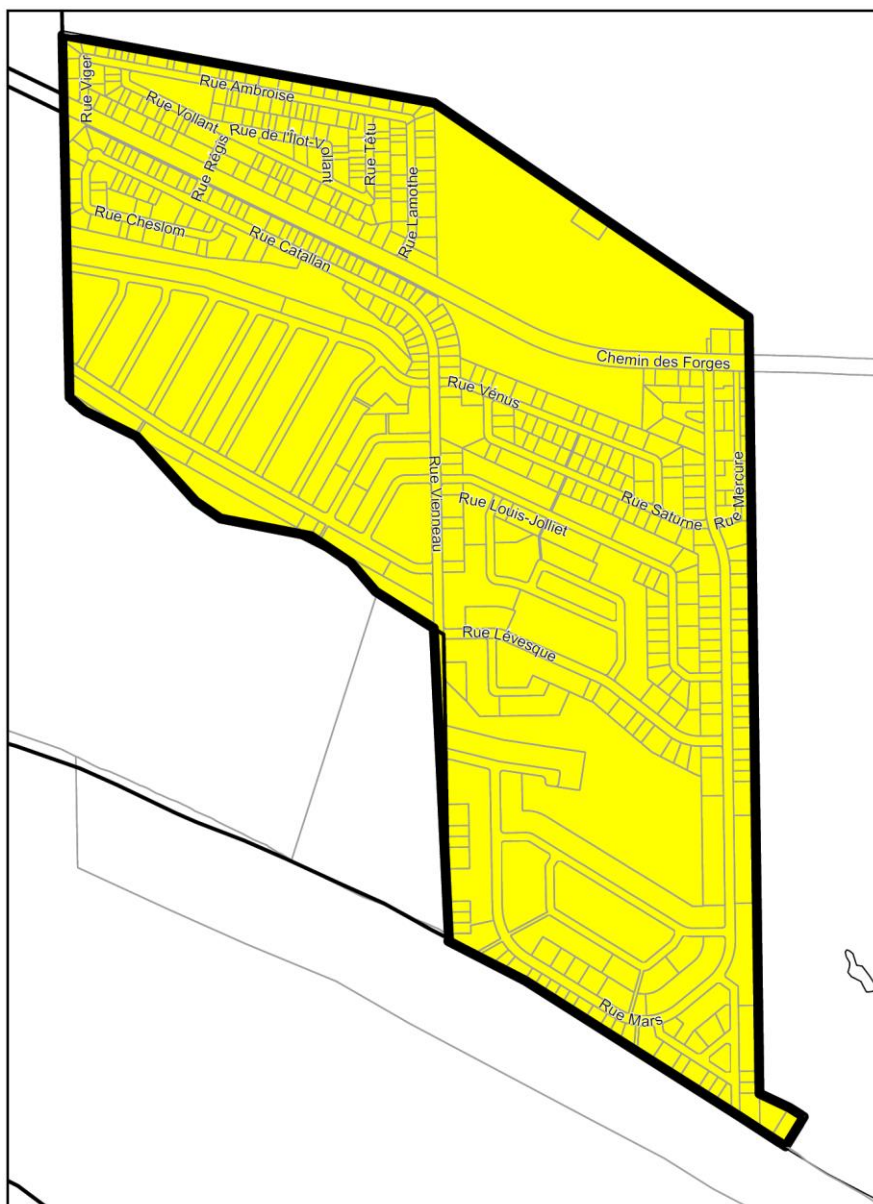 Rue Viger
Rue Ambroise
Rue Vollant
Rue de l'Îlot-Vollant
Rue Têtu
Rue Régis
Rue Lamothe
Rue Cheslom
Rue Catallan
Chemin des Forges
Rue Vénus
Rue Vienneau
Rue Mercure
Rue Saturne
Rue Louis-Jolliet
Rue Lévesque
Rue Mars